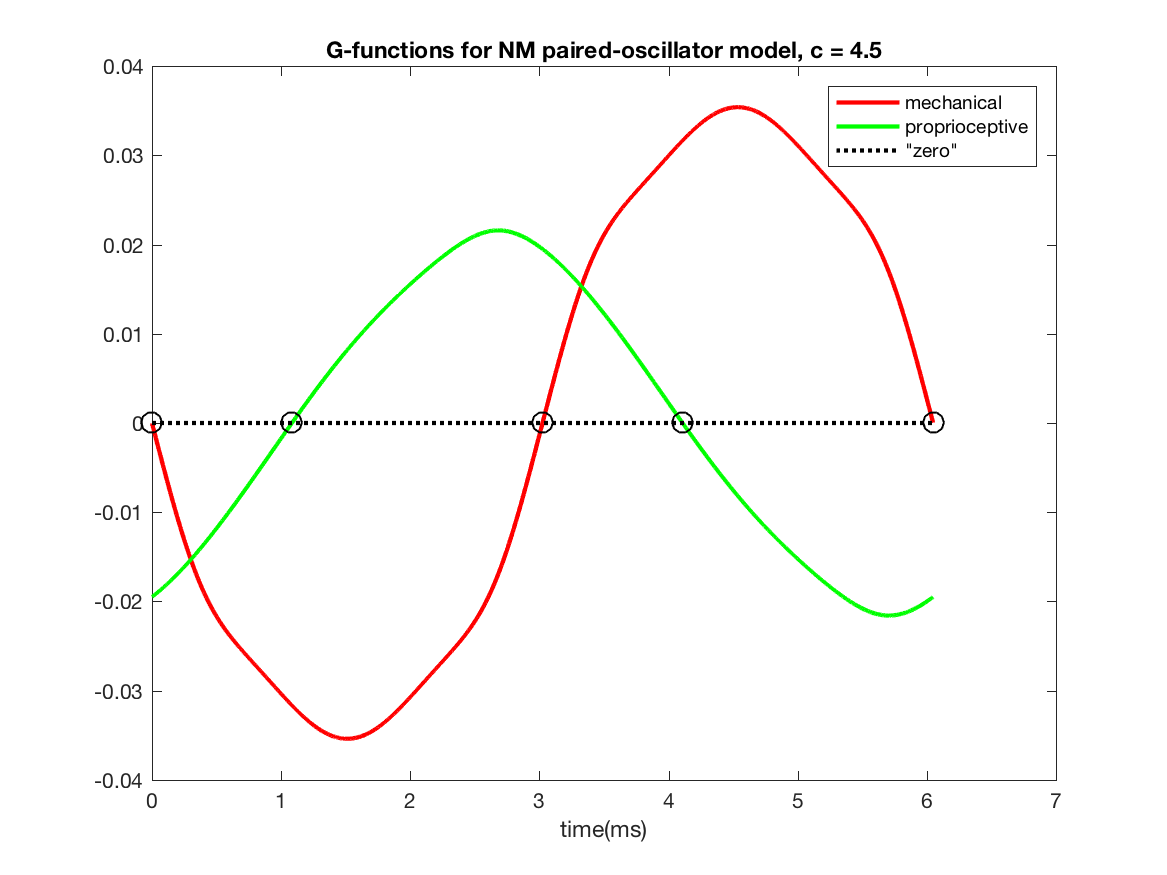 G-functions for NM paired-oscillator model, c = 4.5
0.04
0.03
0.02
0.01
0
-0.01
-0.02
-0.03
-0.04
mechanical
proprioceptive
"zero"
0 1 2 3 4 5 6 7
time(ms)